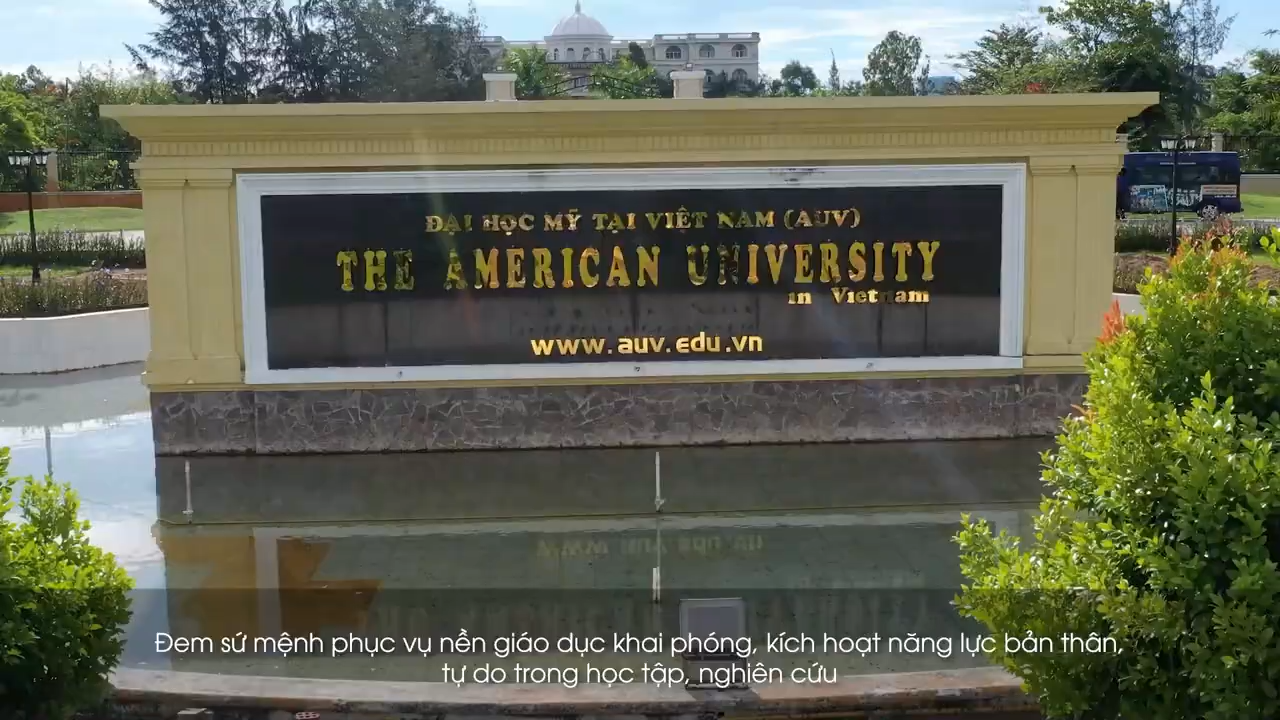 ĐẠI HỌC MỸ TẠI VIỆT NAM (AUV)
THE AMERICAN UNIVERSITY
in Vietnam
www.auv.edu.vn
Đem sứ mệnh phục vụ nền giáo dục khai phóng, kích hoạt năng lực bản thân,
tự do trong học tập, nghiên cứu